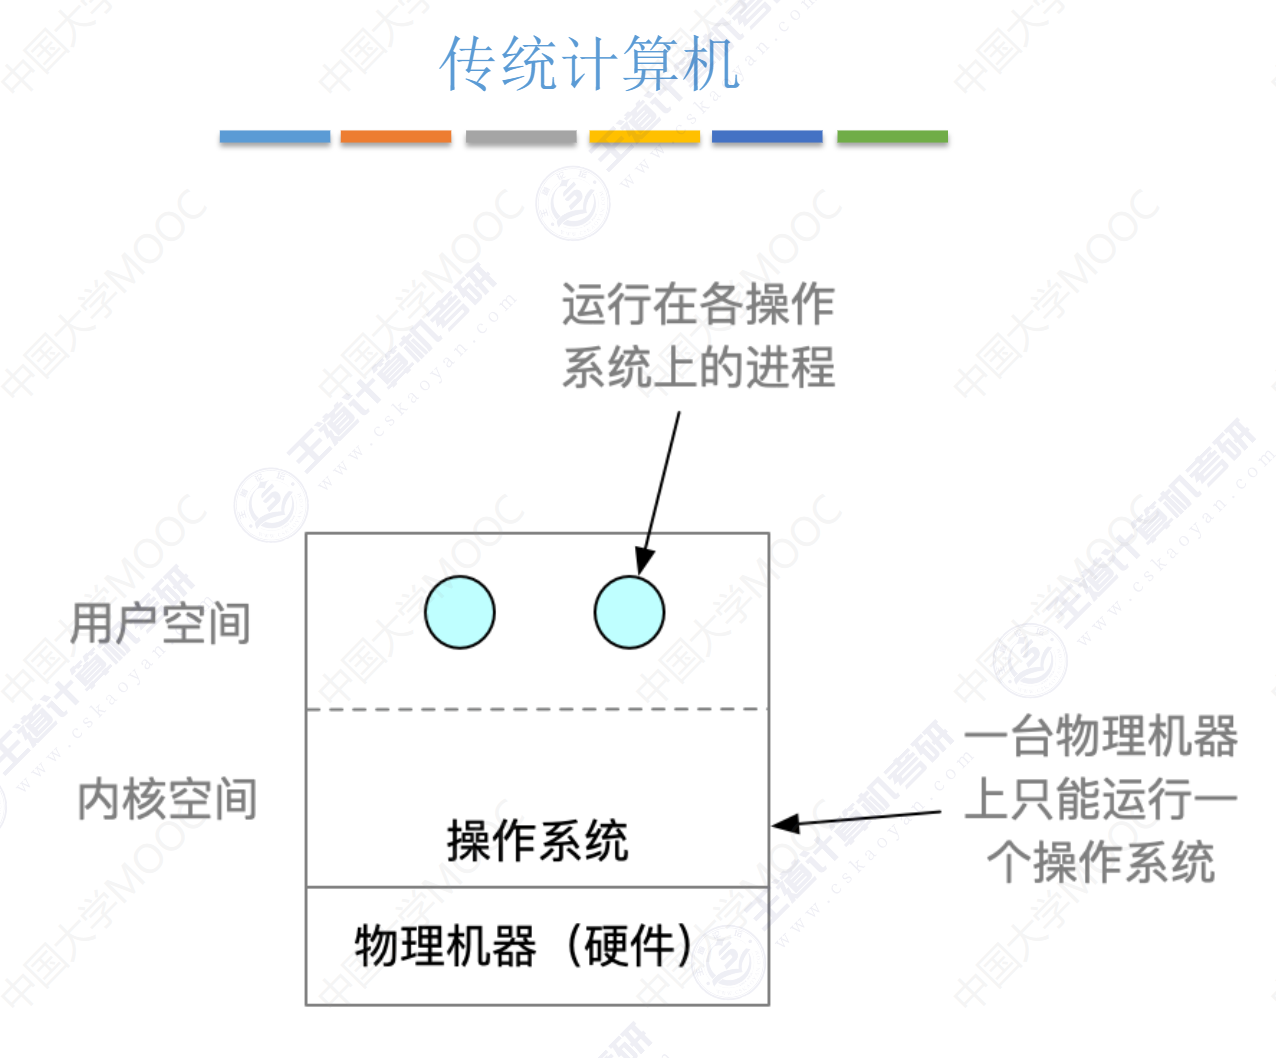 传统计算机
运行在各操作
系统上的进程
用户空间
内核空间
一台物理机器
上只能运行一
个操作系统
操作系统
物理机器（硬件）
中国大学MOOC
王道计算机考研
www.cskaoyan.com